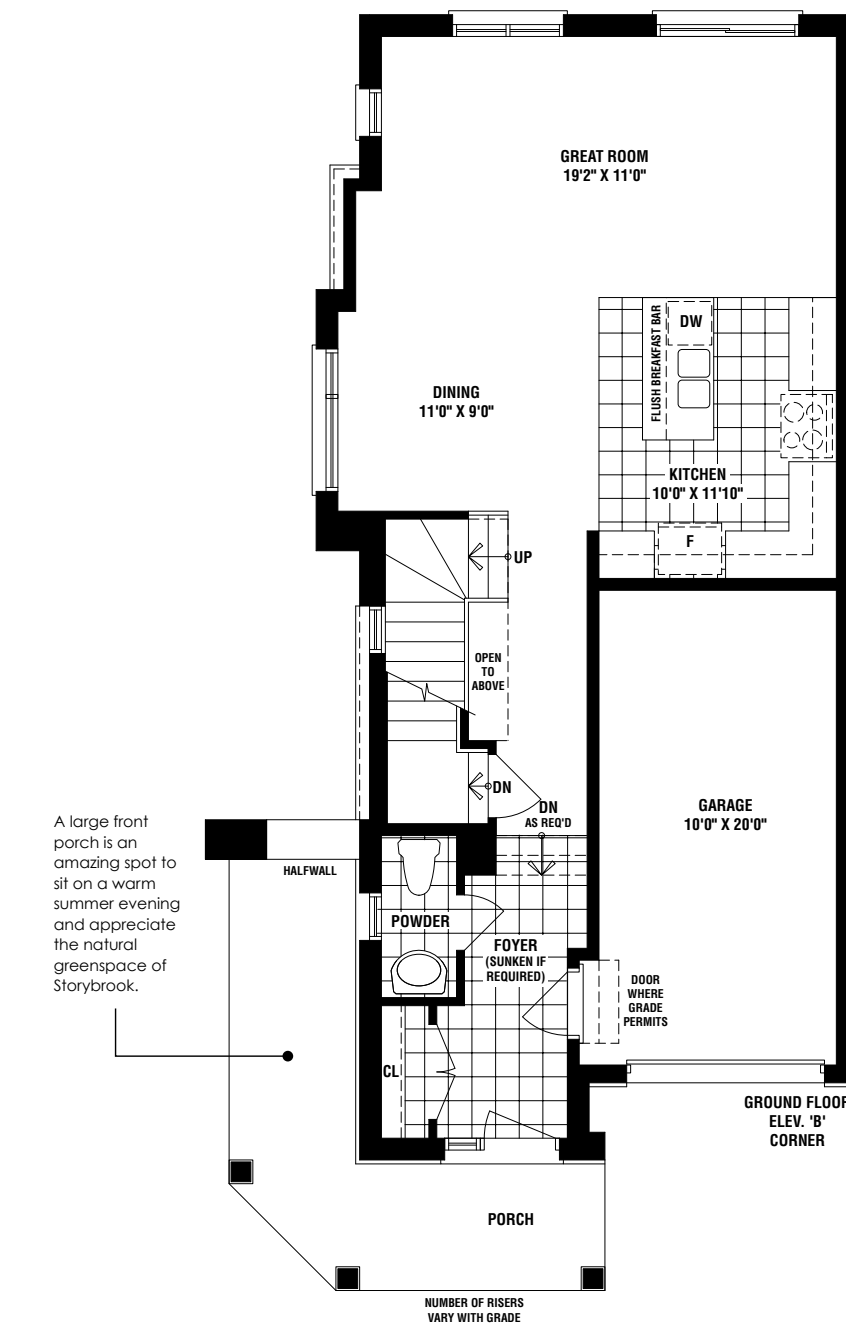 GREAT ROOM
19'2" X 11'0"
FLUSH BREAKFAST BAR
DW
DINING
11'0" X 9'0"
KITCHEN
10'0" X 11'10"
F
UP
OPEN
TO
ABOVE
DN
DN
AS REQ'D
GARAGE
10'0" X 20'0"
A large front
porch is an
amazing spot to
sit on a warm
summer evening
and appreciate
the natural
greenspace of
Storybrook.
HALFWALL
POWDER
FOYER
(SUNKEN IF
REQUIRED)
DOOR
WHERE
GRADE
PERMITS
CL
GROUND FLOOR
ELEV. 'B'
CORNER
PORCH
NUMBER OF RISERS
VARY WITH GRADE